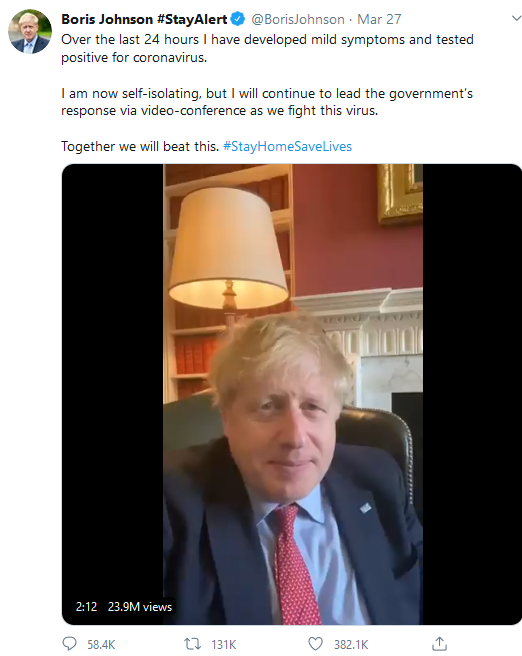 Boris Johnson #StayAlert @BorisJohnson · Mar 27
Over the last 24 hours I have developed mild symptoms and tested
positive for coronavirus.
I am now self-isolating, but I will continue to lead the government's
response via video-conference as we fight this virus.
Together we will beat this. #StayHomeSaveLives
2:12 23.9M views
58.4K 131K 382.1K